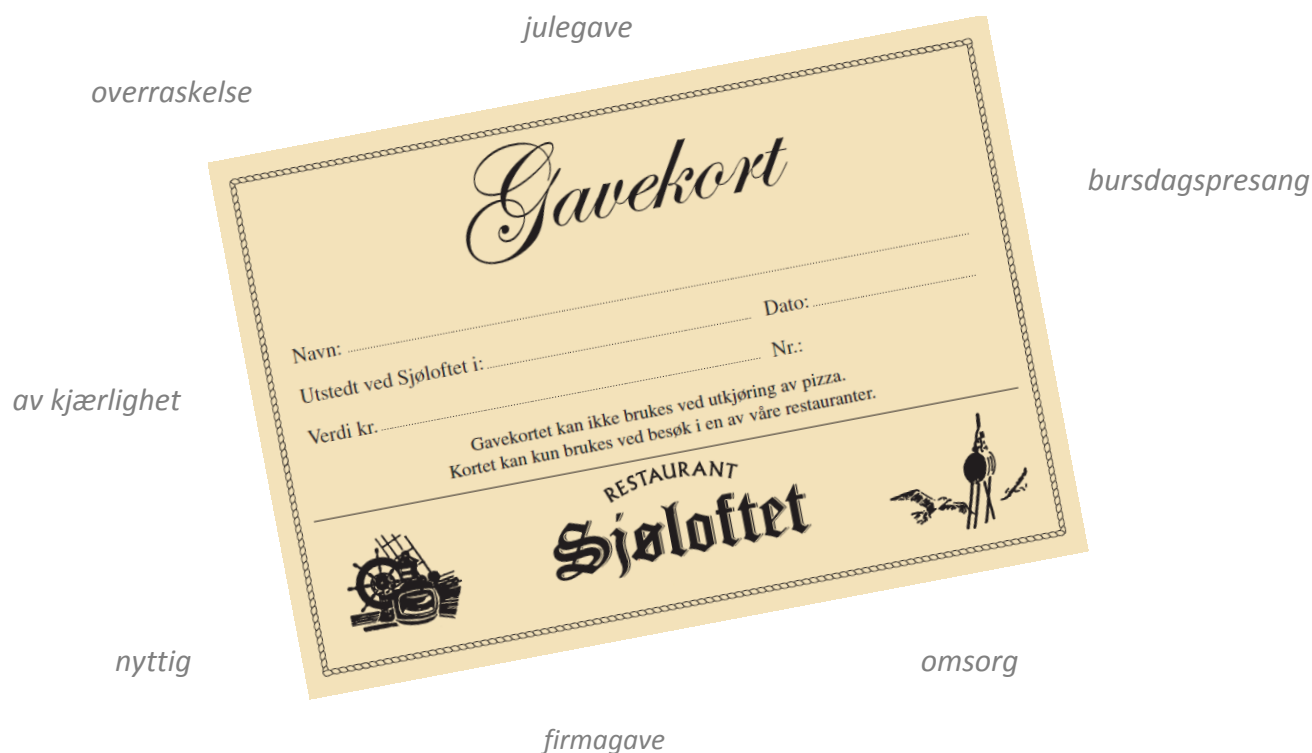 julegave
overraskelse
bursdagspresang
Gavekort
Navn:
Utstedt ved Sjøloftet i: Dato:
Verdi kr. Nr.:
Gavekortet kan ikke brukes ved utkjøring av pizza.
Kortet kan kun brukes ved besøk i en av våre restauranter.
av kjærlighet
RESTAURANT
Sjøloftet
nyttig
omsorg
firmagave